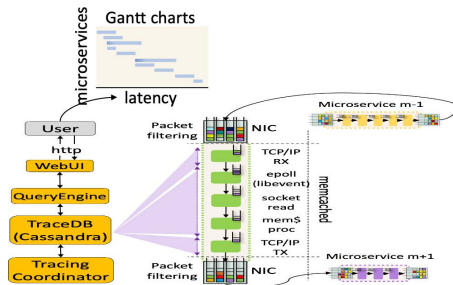 Gantt charts
microservices
latency
User
http
WebUI
QueryEngine
TraceDB
(Cassandra)
Tracing
Coordinator
Packet
filtering
NIC
TCP/IP
RX
epoll
(libevent)
socket
read
mem$
proc
TCP/IP
TX
memcached
Packet
filtering
NIC
Microservice m-1
Microservice m+1